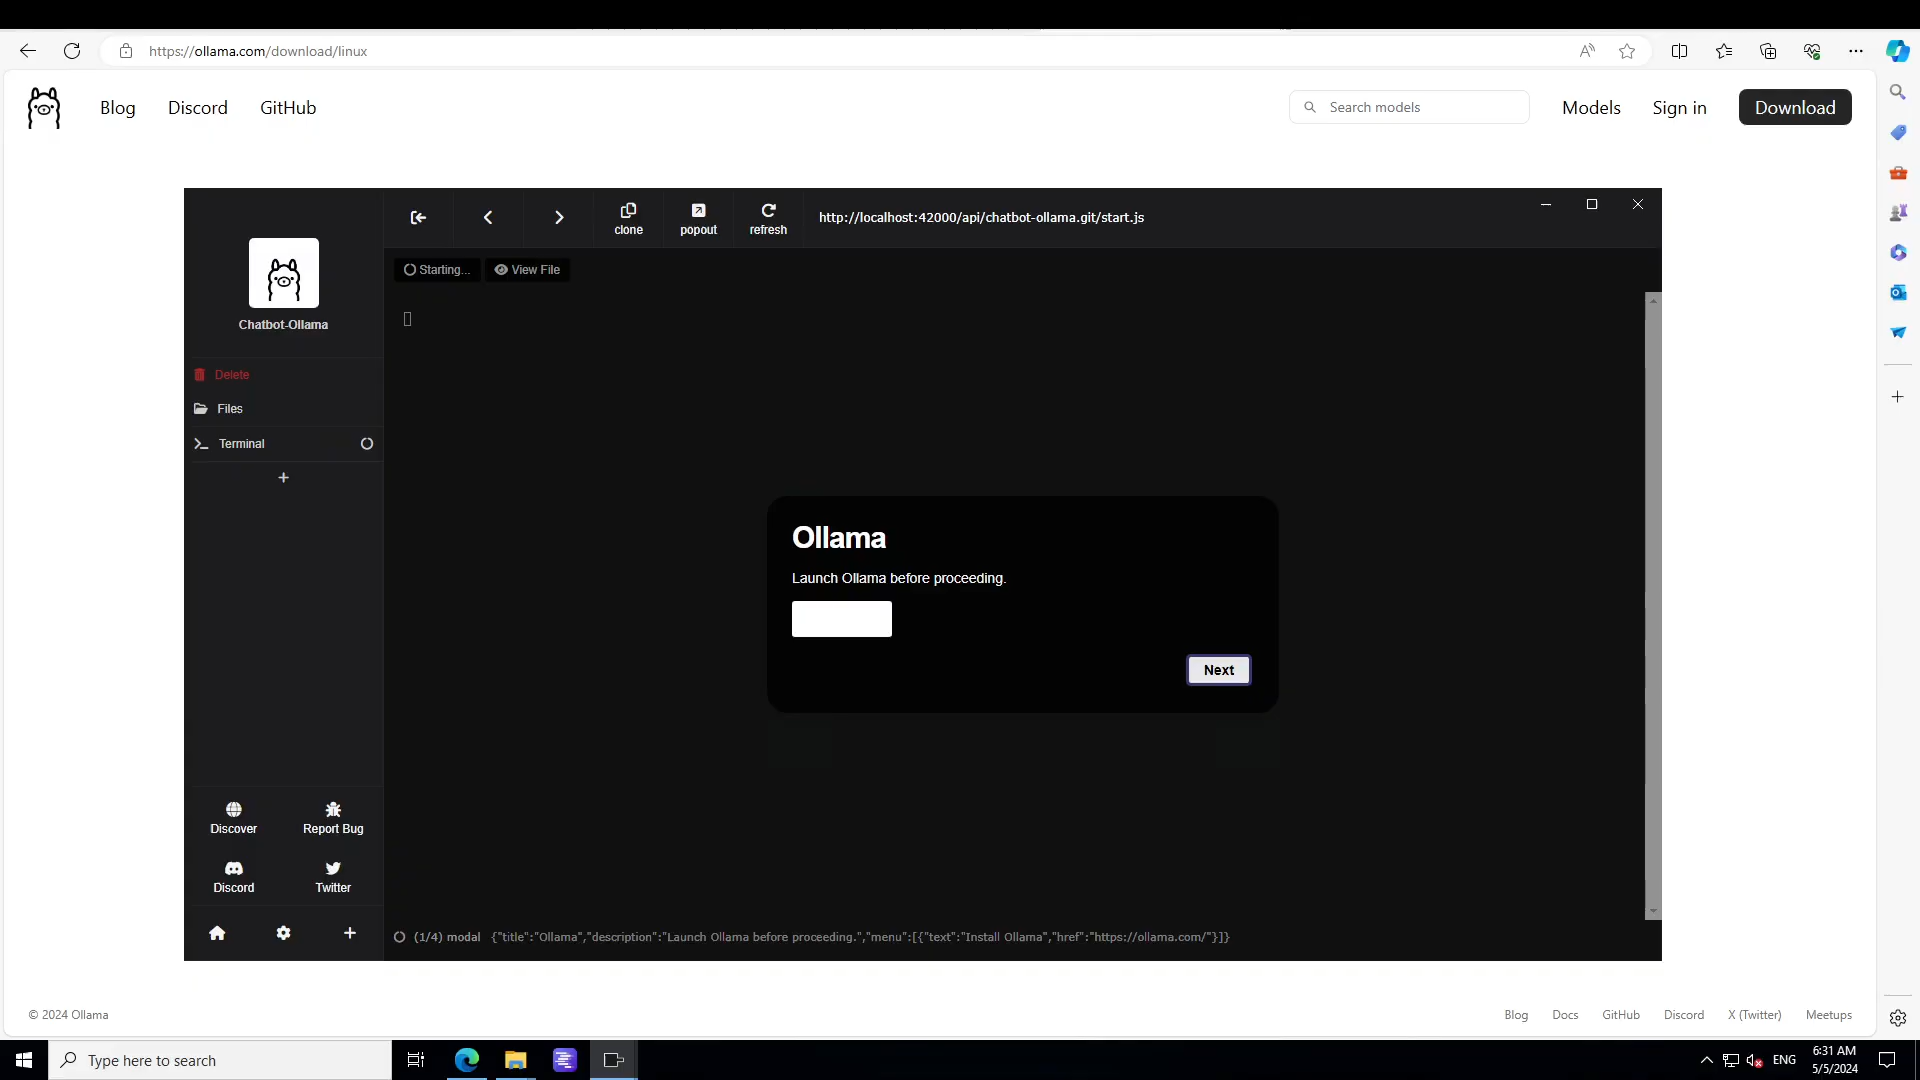 https://ollama.com/download/linux
Blog Discord GitHub
Search models
Models Sign in Download
clone popout refresh
http://localhost:42000/api/chatbot-ollama.git/start.js
Starting... View File
Chatbot-Ollama
Delete
Files
Terminal
Ollama
Launch Ollama before proceeding.
Next
Discover Report Bug
Discord Twitter
(1/4) modal {"title":"Ollama","description":"Launch Ollama before proceeding.","menu":[{"text":"Install Ollama","href":"https://ollama.com/"}]}
© 2024 Ollama
Blog Docs GitHub Discord X (Twitter) Meetups
Type here to search
ENG
6:31 AM
5/5/2024